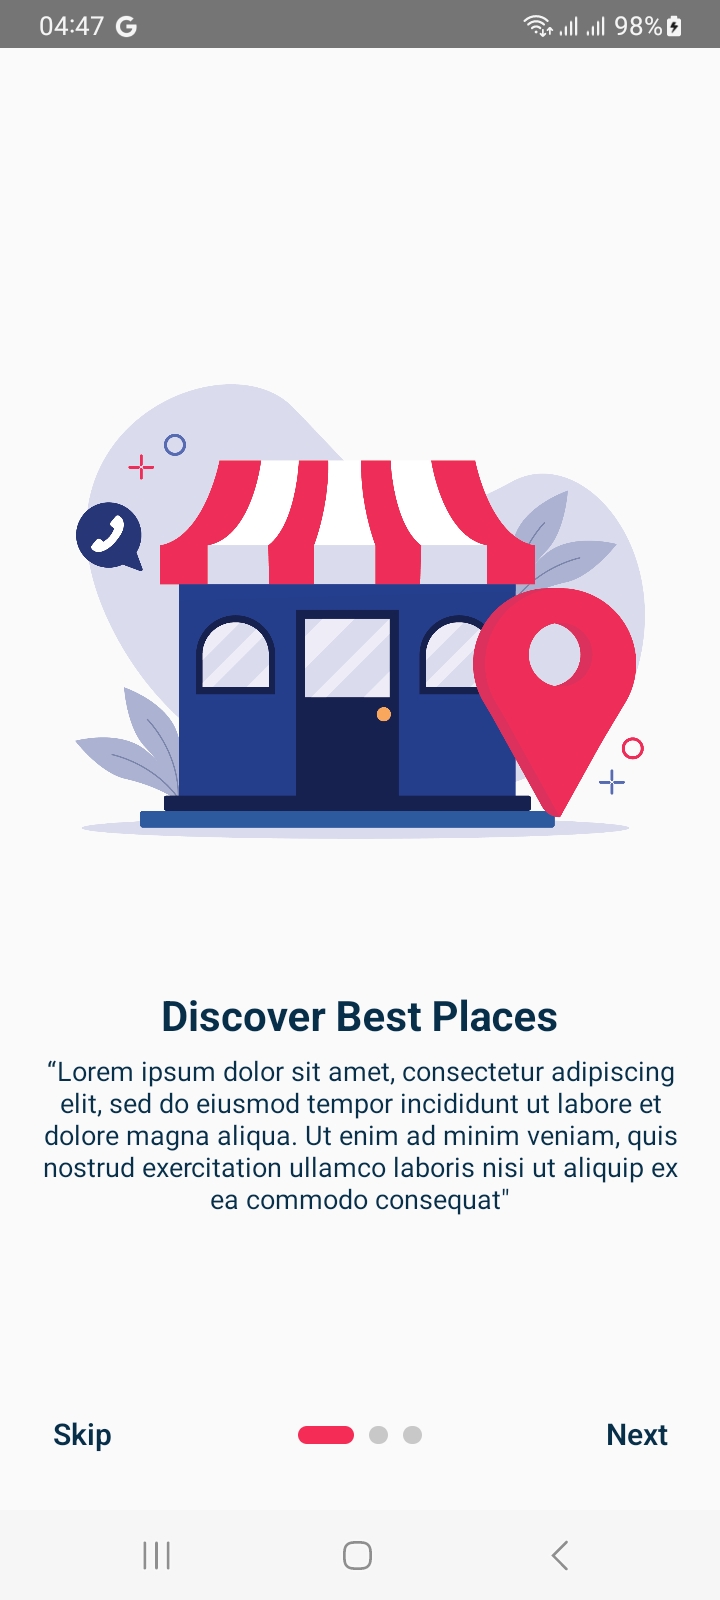 04:47 G 98%
Discover Best Places
“Lorem ipsum dolor sit amet, consectetur adipiscing
elit, sed do eiusmod tempor incididunt ut labore et
dolore magna aliqua. Ut enim ad minim veniam, quis
nostrud exercitation ullamco laboris nisi ut aliquip ex
ea commodo consequat"
Skip Next